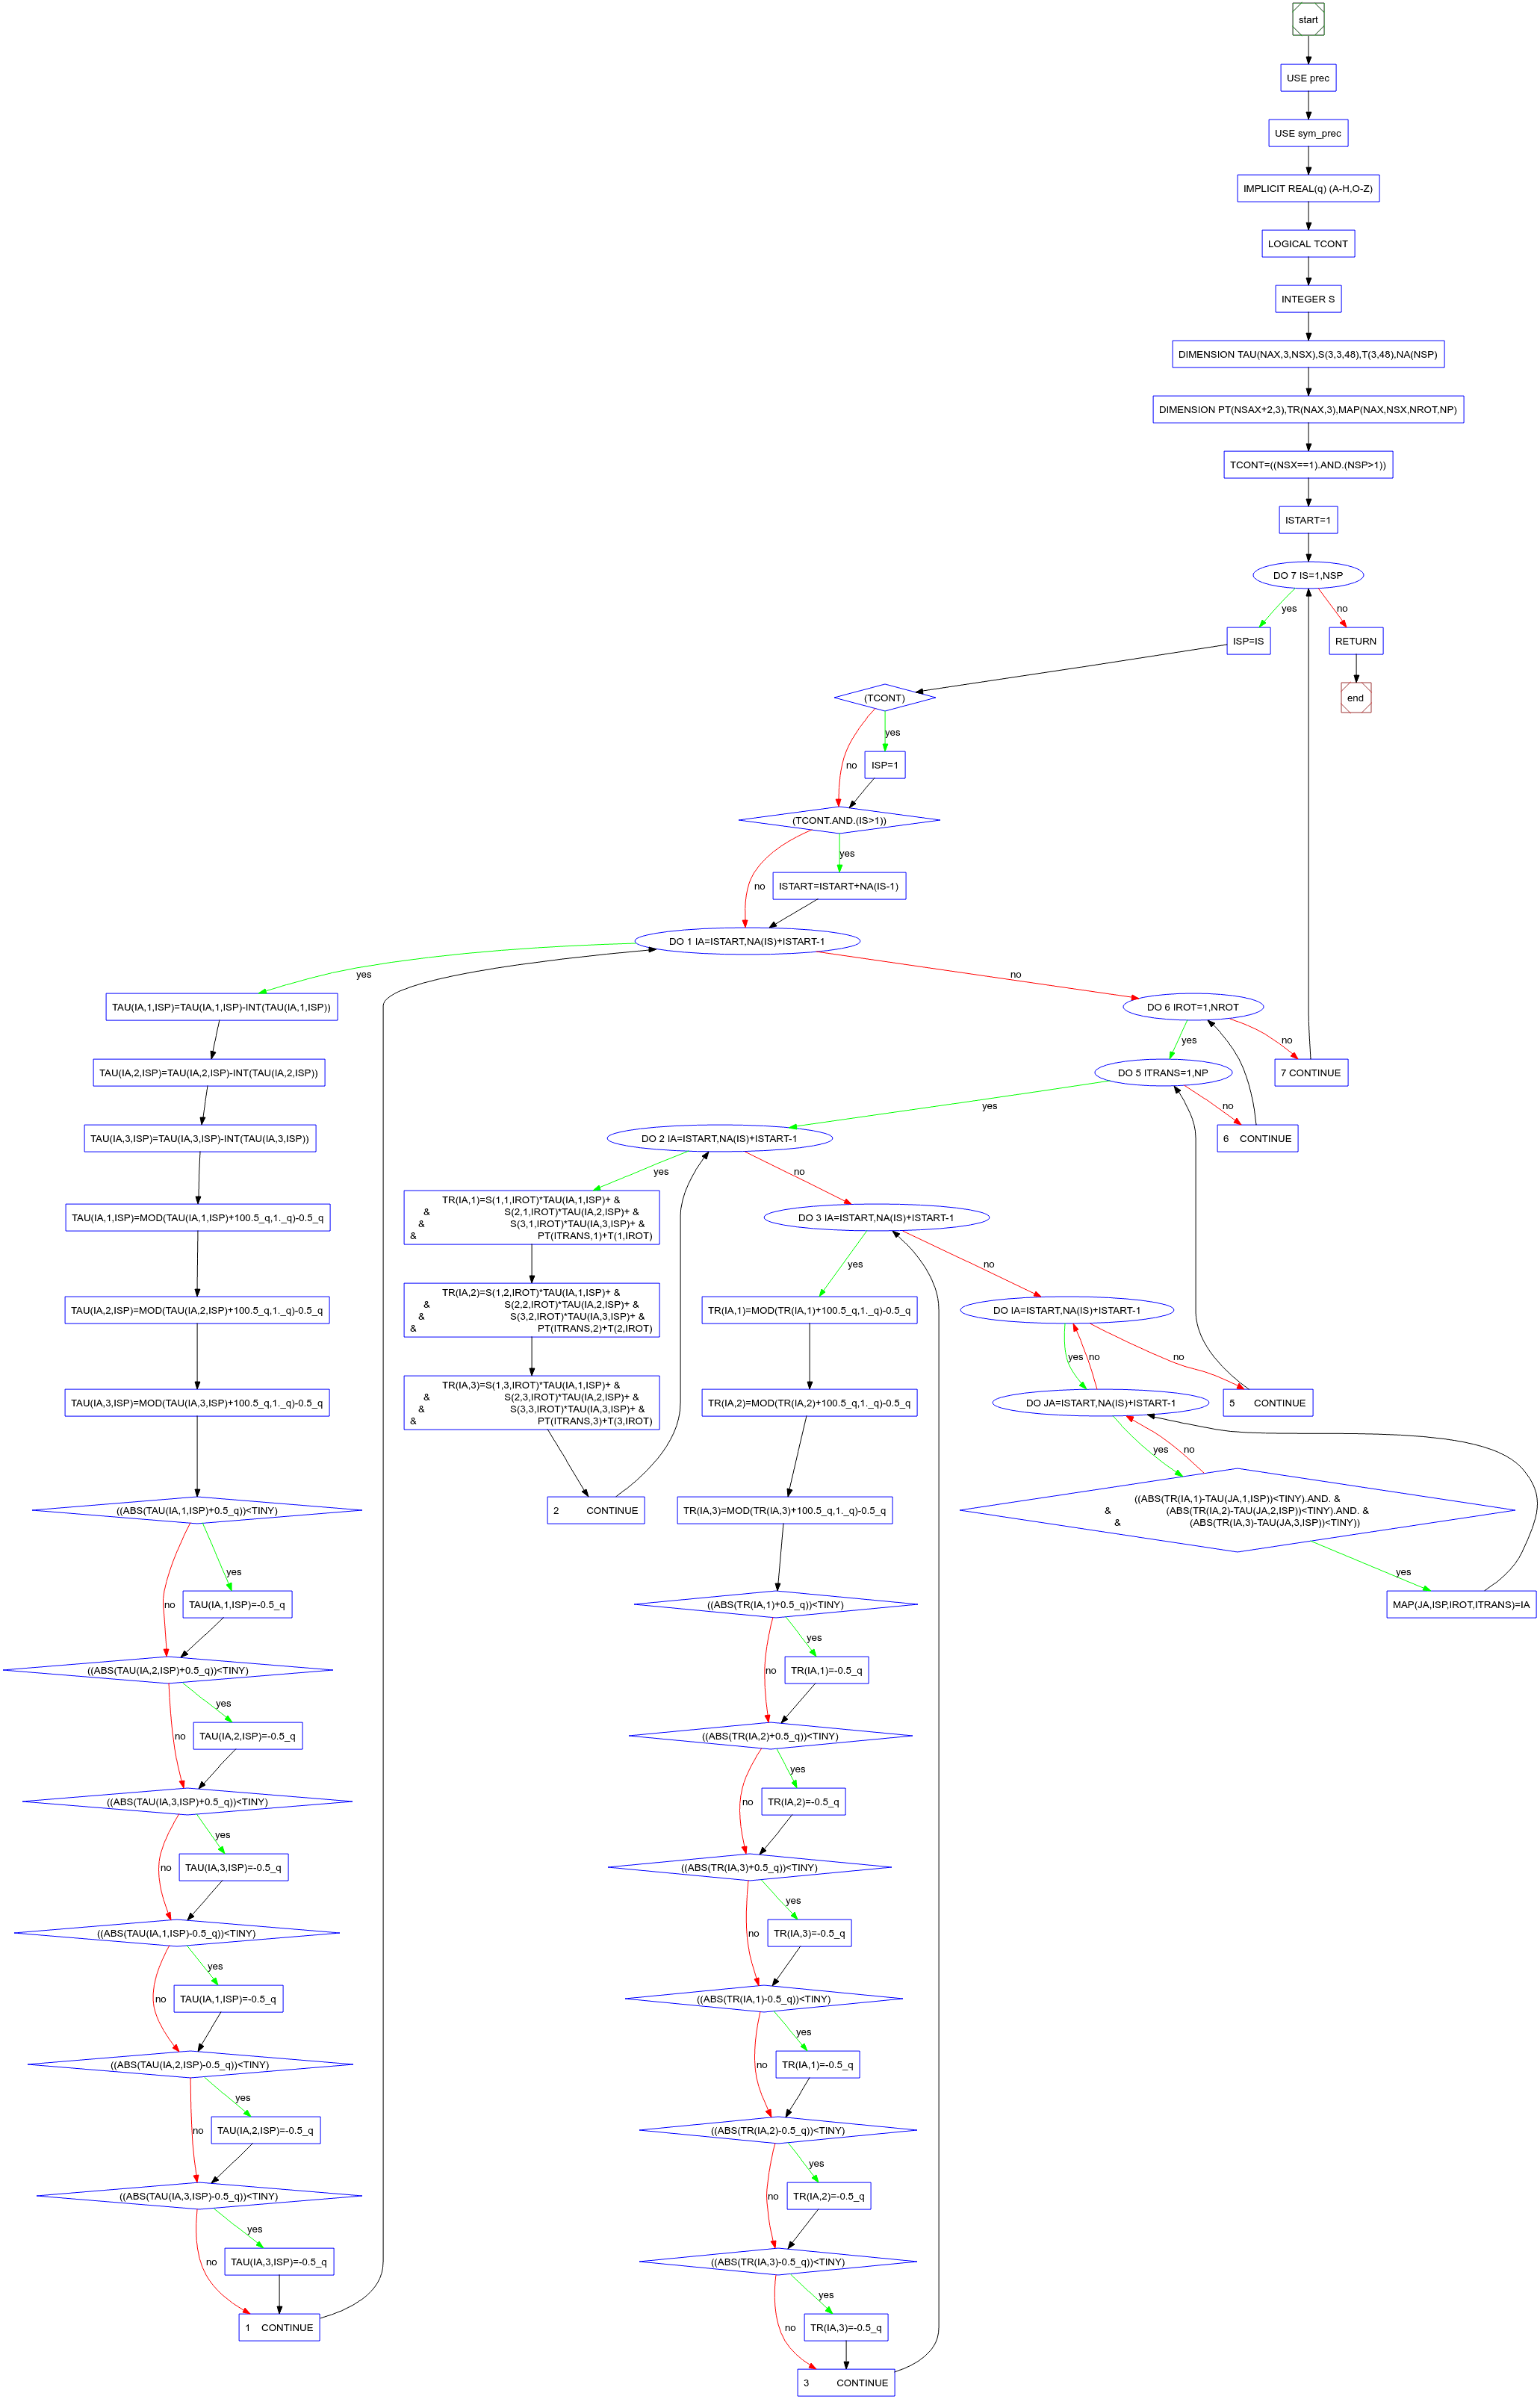 start
USE prec
USE sym_prec
IMPLICIT REAL(q) (A-H,O-Z)
LOGICAL TCONT
INTEGER S
DIMENSION TAU(NAX,3,NSX),S(3,3,48),T(3,48),NA(NSP)
DIMENSION PT(NSAX+2,3),TR(NAX,3),MAP(NAX,NSX,NROT,NP)
TCONT=((NSX==1).AND.(NSP>1))
ISTART=1
DO 7 IS=1,NSP
yes
no
ISP=IS
RETURN
end
(TCONT)
yes
no
ISP=1
(TCONT.AND.(IS>1))
yes
no
ISTART=ISTART+NA(IS-1)
DO 1 IA=ISTART,NA(IS)+ISTART-1
yes
no
TAU(IA,1,ISP)=TAU(IA,1,ISP)-INT(TAU(IA,1,ISP))
TAU(IA,2,ISP)=TAU(IA,2,ISP)-INT(TAU(IA,2,ISP))
TAU(IA,3,ISP)=TAU(IA,3,ISP)-INT(TAU(IA,3,ISP))
TAU(IA,1,ISP)=MOD(TAU(IA,1,ISP)+100.5_q,1._q)-0.5_q
TAU(IA,2,ISP)=MOD(TAU(IA,2,ISP)+100.5_q,1._q)-0.5_q
TAU(IA,3,ISP)=MOD(TAU(IA,3,ISP)+100.5_q,1._q)-0.5_q
((ABS(TAU(IA,1,ISP)+0.5_q))<TINY)
yes
no
TAU(IA,1,ISP)=-0.5_q
((ABS(TAU(IA,2,ISP)+0.5_q))<TINY)
yes
no
TAU(IA,2,ISP)=-0.5_q
((ABS(TAU(IA,3,ISP)+0.5_q))<TINY)
yes
no
TAU(IA,3,ISP)=-0.5_q
((ABS(TAU(IA,1,ISP)-0.5_q))<TINY)
yes
no
TAU(IA,1,ISP)=-0.5_q
((ABS(TAU(IA,2,ISP)-0.5_q))<TINY)
yes
no
TAU(IA,2,ISP)=-0.5_q
((ABS(TAU(IA,3,ISP)-0.5_q))<TINY)
yes
no
TAU(IA,3,ISP)=-0.5_q
1 CONTINUE
DO 6 IROT=1,NROT
yes
no
7 CONTINUE
DO 5 ITRANS=1,NP
yes
no
6 CONTINUE
DO 2 IA=ISTART,NA(IS)+ISTART-1
yes
no
TR(IA,1)=S(1,1,IROT)*TAU(IA,1,ISP)+ &
& S(2,1,IROT)*TAU(IA,2,ISP)+ &
& S(3,1,IROT)*TAU(IA,3,ISP)+ &
& PT(ITRANS,1)+T(1,IROT)
TR(IA,2)=S(1,2,IROT)*TAU(IA,1,ISP)+ &
& S(2,2,IROT)*TAU(IA,2,ISP)+ &
& S(3,2,IROT)*TAU(IA,3,ISP)+ &
& PT(ITRANS,2)+T(2,IROT)
TR(IA,3)=S(1,3,IROT)*TAU(IA,1,ISP)+ &
& S(2,3,IROT)*TAU(IA,2,ISP)+ &
& S(3,3,IROT)*TAU(IA,3,ISP)+ &
& PT(ITRANS,3)+T(3,IROT)
2 CONTINUE
DO 3 IA=ISTART,NA(IS)+ISTART-1
yes
no
TR(IA,1)=MOD(TR(IA,1)+100.5_q,1._q)-0.5_q
TR(IA,2)=MOD(TR(IA,2)+100.5_q,1._q)-0.5_q
TR(IA,3)=MOD(TR(IA,3)+100.5_q,1._q)-0.5_q
((ABS(TR(IA,1)+0.5_q))<TINY)
yes
no
TR(IA,1)=-0.5_q
((ABS(TR(IA,2)+0.5_q))<TINY)
yes
no
TR(IA,2)=-0.5_q
((ABS(TR(IA,3)+0.5_q))<TINY)
yes
no
TR(IA,3)=-0.5_q
((ABS(TR(IA,1)-0.5_q))<TINY)
yes
no
TR(IA,1)=-0.5_q
((ABS(TR(IA,2)-0.5_q))<TINY)
yes
no
TR(IA,2)=-0.5_q
((ABS(TR(IA,3)-0.5_q))<TINY)
yes
no
TR(IA,3)=-0.5_q
3 CONTINUE
DO IA=ISTART,NA(IS)+ISTART-1
yes
no
no
5 CONTINUE
DO JA=ISTART,NA(IS)+ISTART-1
yes
no
((ABS(TR(IA,1)-TAU(JA,1,ISP))<TINY).AND. &
& (ABS(TR(IA,2)-TAU(JA,2,ISP))<TINY).AND. &
& (ABS(TR(IA,3)-TAU(JA,3,ISP))<TINY))
yes
MAP(JA,ISP,IROT,ITRANS)=IA